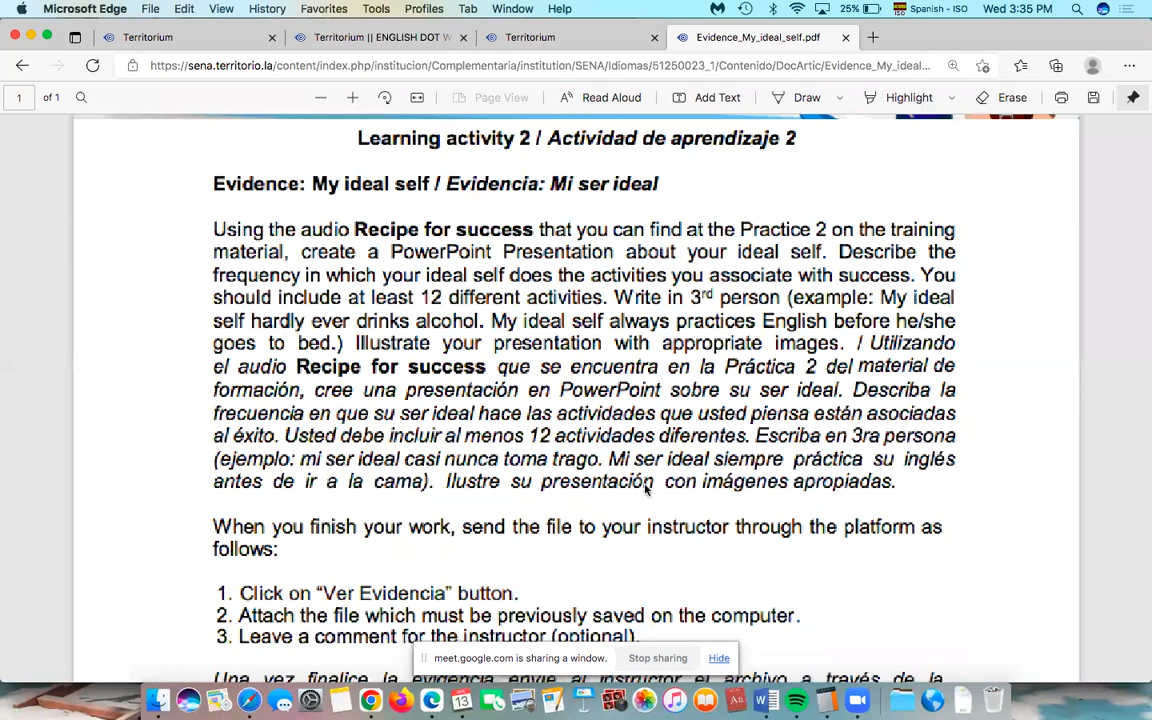 Microsoft Edge File Edit View History Favorites Tools Profiles Tab Window Help 25% Spanish - ISO Wed 3:35 PM
Territorium Territorium || ENGLISH DOT W Territorium Evidence_My_ideal_self.pdf
https://sena.territorio.la/content/index.php/institucion/Complementaria/institution/SENA/Idiomas/51250023_1/Contenido/DocArtic/Evidence_My_ideal...
1 of 1 Page View Read Aloud Add Text Draw Highlight Erase
Learning activity 2 / Actividad de aprendizaje 2
Evidence: My ideal self / Evidencia: Mi ser ideal
Using the audio Recipe for success that you can find at the Practice 2 on the training
material, create a PowerPoint Presentation about your ideal self. Describe the
frequency in which your ideal self does the activities you associate with success. You
should include at least 12 different activities. Write in 3rd person (example: My ideal
self hardly ever drinks alcohol. My ideal self always practices English before he/she
goes to bed.) Illustrate your presentation with appropriate images. / Utilizando
el audio Recipe for success que se encuentra en la Práctica 2 del material de
formación, cree una presentación en PowerPoint sobre su ser ideal. Describa la
frecuencia en que su ser ideal hace las actividades que usted piensa están asociadas
al éxito. Usted debe incluir al menos 12 actividades diferentes. Escriba en 3ra persona
(ejemplo: mi ser ideal casi nunca toma trago. Mi ser ideal siempre práctica su inglés
antes de ir a la cama). Ilustre su presentación con imágenes apropiadas.
When you finish your work, send the file to your instructor through the platform as
follows:
1. Click on “Ver Evidencia” button.
2. Attach the file which must be previously saved on the computer.
3. Leave a comment for the instructor (optional).
meet.google.com is sharing a window. Stop sharing Hide
Una vez finalice la evidencia envíe al instructor el archivo a través de la
13